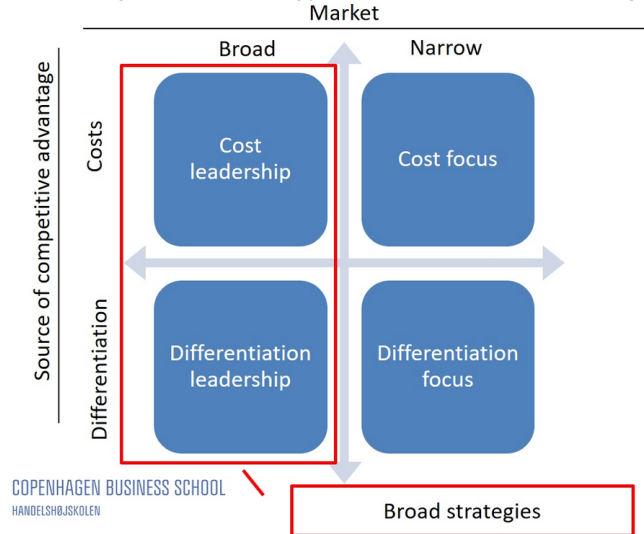 Market
Broad
Narrow
Source of competitive advantage
Costs
Cost
leadership
Cost focus
Differentiation
Differentiation
leadership
Differentiation
focus
COPENHAGEN BUSINESS SCHOOL
HANDELSHØJSKOLEN
Broad strategies